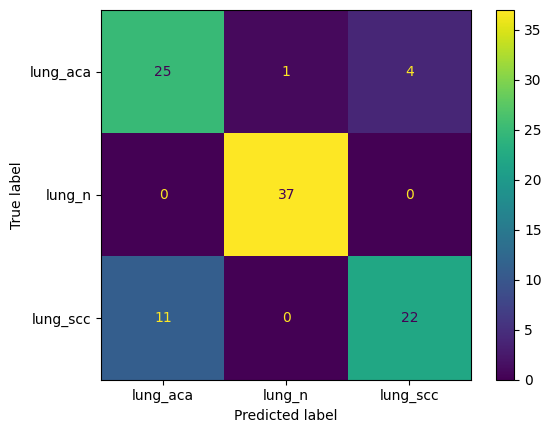 True label
lung_aca 25 1 4
lung_n 0 37 0
lung_scc 11 0 22
lung_aca lung_n lung_scc
Predicted label
35
30
25
20
15
10
5
0